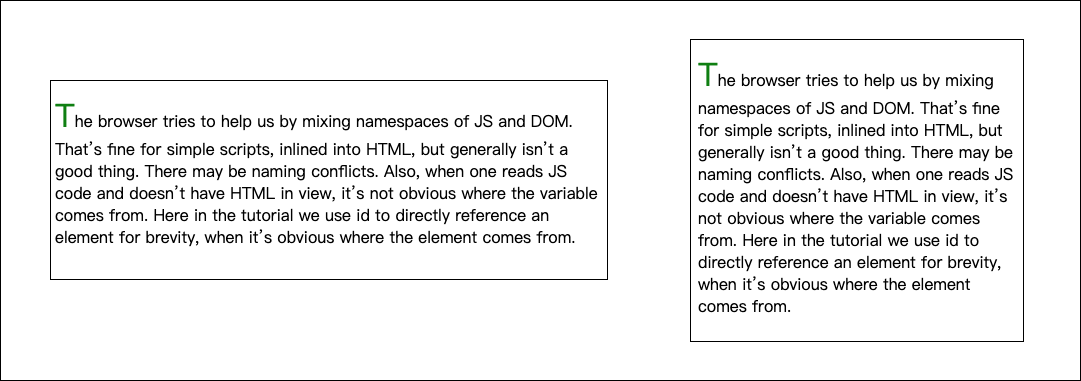 The browser tries to help us by mixing namespaces of JS and DOM.
That’s fine for simple scripts, inlined into HTML, but generally isn’t a
good thing. There may be naming conflicts. Also, when one reads JS
code and doesn’t have HTML in view, it’s not obvious where the variable
comes from. Here in the tutorial we use id to directly reference an
element for brevity, when it’s obvious where the element comes from.
The browser tries to help us by mixing
namespaces of JS and DOM. That’s fine
for simple scripts, inlined into HTML, but
generally isn’t a good thing. There may be
naming conflicts. Also, when one reads JS
code and doesn’t have HTML in view, it’s
not obvious where the variable comes
from. Here in the tutorial we use id to
directly reference an element for brevity,
when it’s obvious where the element
comes from.